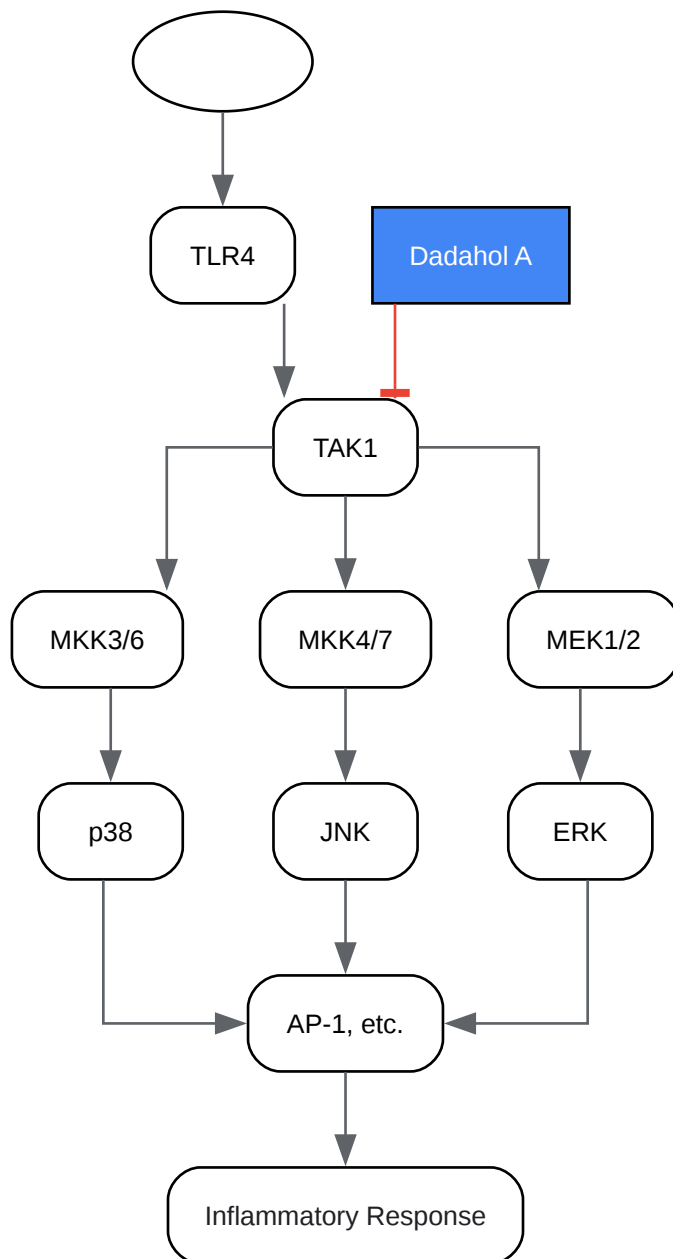 TLR4
Dadahol A
TAK1
MKK3/6
MKK4/7
MEK1/2
p38
JNK
ERK
AP-1, etc.
Inflammatory Response